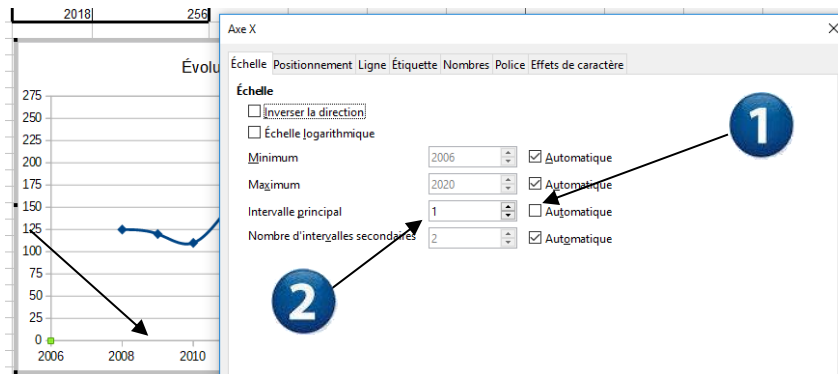 2018 256
Axe X
Évolu
Échelle Positionnement Ligne Étiquette Nombres Police Effets de caractère
Échelle
Inverser la direction
Échelle logarithmique
Minimum 2006 Automatique
Maximum 2020 Automatique
Intervalle principal 1 Automatique
Nombre d'intervalles secondaires 2 Automatique
1
2
275
250
225
200
175
150
125
100
75
50
25
0
2006 2008 2010